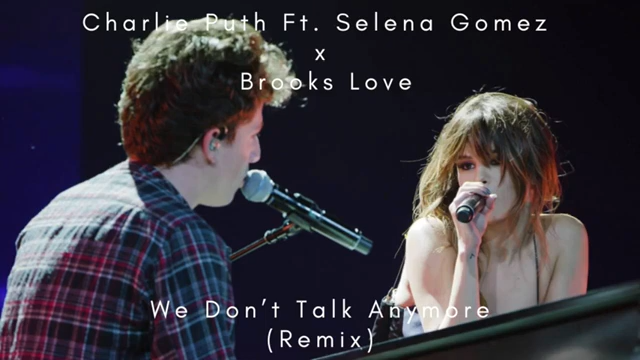 Charlie Puth Ft. Selena Gomez
x
Brooks Love
We Don't Talk Anymore
(Remix)